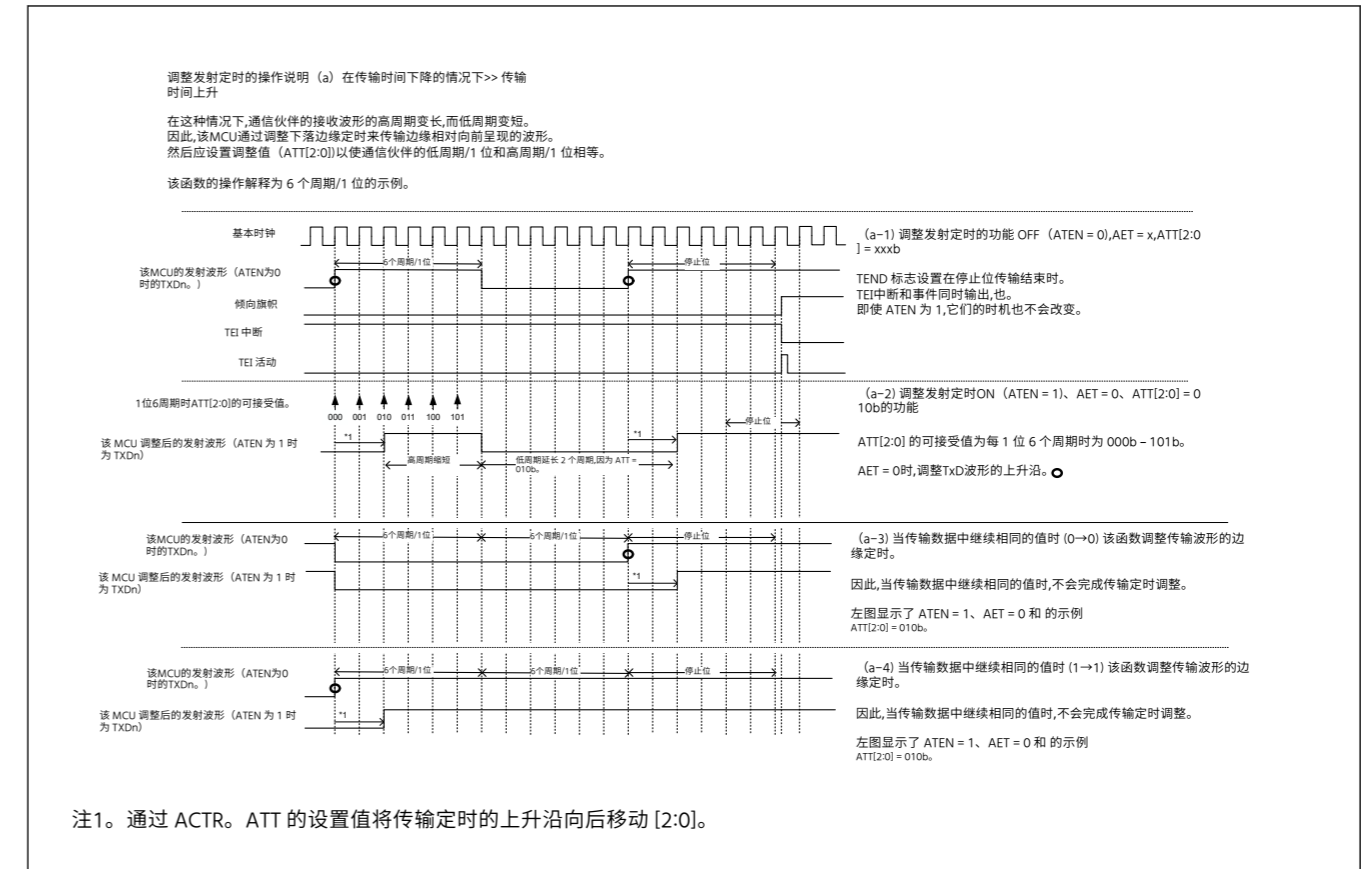 调整发射定时的操作说明（a）在传输时间下降的情况下>> 传输
时间上升
在这种情况下,通信伙伴的接收波形的高周期变长,而低周期变短。
因此,该MCU通过调整下落边缘定时来传输边缘相对向前呈现的波形。
然后应设置调整值（ATT[2:0])以使通信伙伴的低周期/1 位和高周期/1 位相等。
该函数的操作解释为 6 个周期/1 位的示例。
基本时钟
（a−1) 调整发射定时的功能 OFF（ATEN = 0),AET = x,ATT[2:0
] = xxxb
6个周期/1位
停止位
该MCU的发射波形（ATEN为0
时的TXDn。）
TEND 标志设置在停止位传输结束时。
TEI中断和事件同时输出,也。
即使 ATEN 为 1,它们的时机也不会改变。
倾向旗帜
TEI 中断
TEI 活动
1位6周期时ATT[2:0]的可接受值。
000 001 010 011 100 101
（a−2) 调整发射定时ON（ATEN = 1)、AET = 0、ATT[2:0] = 0
10b的功能
停止位
该 MCU 调整后的发射波形（ATEN 为 1 时
为 TXDn)
*1
*1
高周期缩短
低周期延长 2 个周期,因为 ATT =
010b。
ATT[2:0] 的可接受值为每 1 位 6 个周期时为 000b – 101b。
AET = 0时,调整TxD波形的上升沿。
该MCU的发射波形（ATEN为0
时的TXDn。）
6个周期/1位
6个周期/1位
停止位
（a−3) 当传输数据中继续相同的值时 (0→0) 该函数调整传输波形的边
缘定时。
该 MCU 调整后的发射波形（ATEN 为 1 时
为 TXDn)
*1
因此,当传输数据中继续相同的值时,不会完成传输定时调整。
左图显示了 ATEN = 1、AET = 0 和 的示例
ATT[2:0] = 010b。
该MCU的发射波形（ATEN为0
时的TXDn。）
6个周期/1位
6个周期/1位
停止位
（a−4) 当传输数据中继续相同的值时 (1→1) 该函数调整传输波形的边
缘定时。
该 MCU 调整后的发射波形（ATEN 为 1 时
为 TXDn)
*1
因此,当传输数据中继续相同的值时,不会完成传输定时调整。
左图显示了 ATEN = 1、AET = 0 和 的示例
ATT[2:0] = 010b。
注1。通过 ACTR。ATT 的设置值将传输定时的上升沿向后移动 [2:0]。